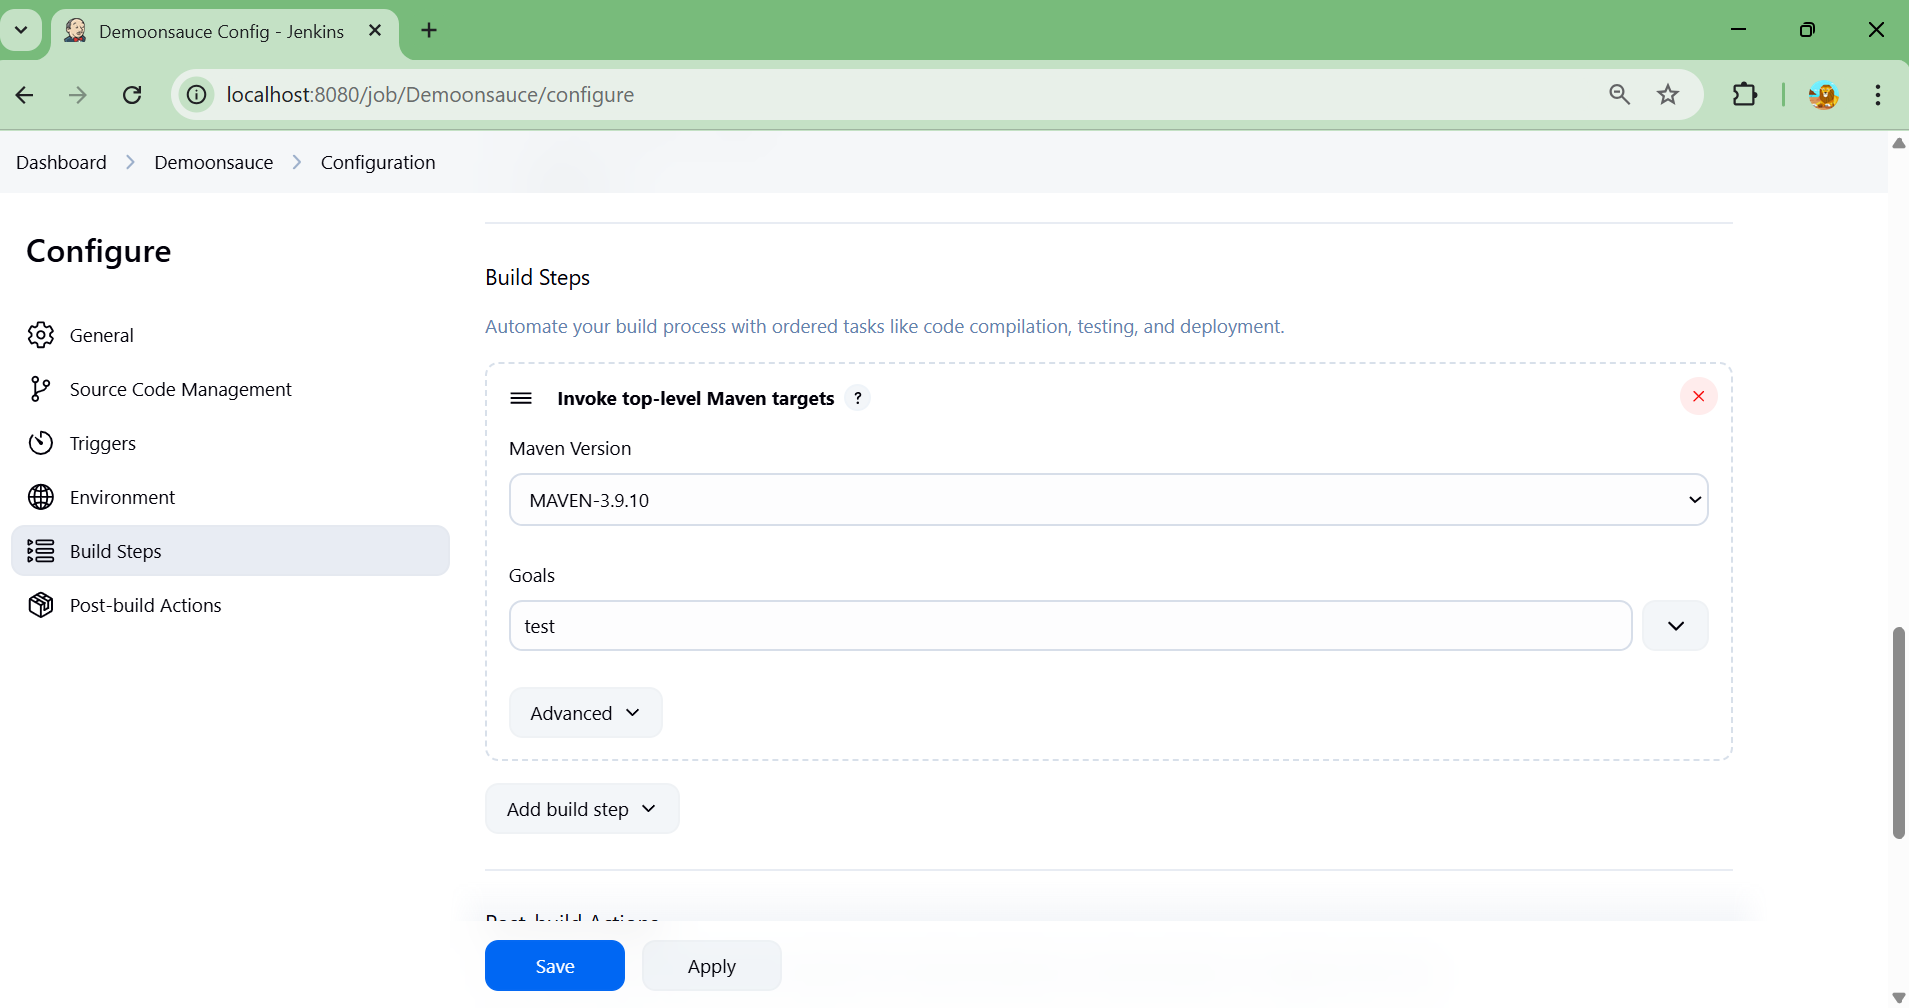 Demoonsauce Config - Jenkins
localhost:8080/job/Demoonsauce/configure
Dashboard > Demoonsauce > Configuration
Configure
General
Source Code Management
Triggers
Environment
Build Steps
Post-build Actions
Build Steps
Automate your build process with ordered tasks like code compilation, testing, and deployment.
Invoke top-level Maven targets ?
Maven Version
MAVEN-3.9.10
Goals
test
Advanced
Add build step
Post-build Actions
Save
Apply